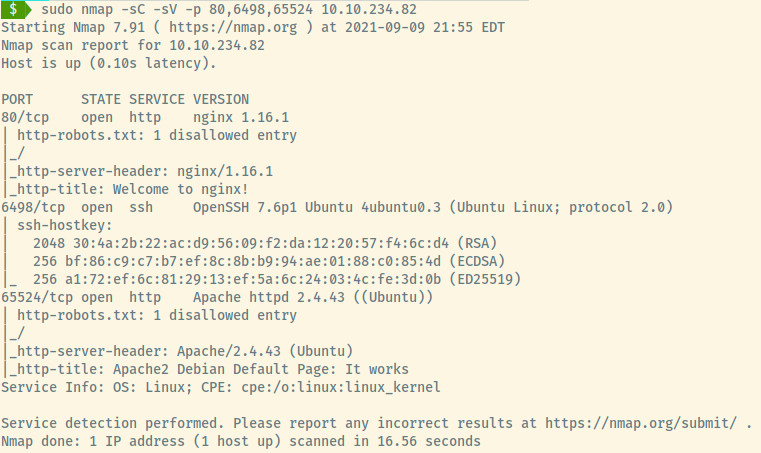 $ sudo nmap -sC -sV -p 80,6498,65524 10.10.234.82
Starting Nmap 7.91 ( https://nmap.org ) at 2021-09-09 21:55 EDT
Nmap scan report for 10.10.234.82
Host is up (0.10s latency).
PORT      STATE SERVICE VERSION
80/tcp    open  http    nginx 1.16.1
| http-robots.txt: 1 disallowed entry
|_/
|_http-server-header: nginx/1.16.1
|_http-title: Welcome to nginx!
6498/tcp  open  ssh     OpenSSH 7.6p1 Ubuntu 4ubuntu0.3 (Ubuntu Linux; protocol 2.0)
| ssh-hostkey:
|   2048 30:4a:2b:22:ac:d9:56:09:f2:da:12:20:57:f4:6c:d4 (RSA)
|   256 bf:86:c9:c7:b7:ef:8c:8b:b9:94:ae:01:88:c0:85:4d (ECDSA)
|_  256 a1:72:ef:6c:81:29:13:ef:5a:6c:24:03:4c:fe:3d:0b (ED25519)
65524/tcp open  http    Apache httpd 2.4.43 ((Ubuntu))
| http-robots.txt: 1 disallowed entry
|_/
|_http-server-header: Apache/2.4.43 (Ubuntu)
|_http-title: Apache2 Debian Default Page: It works
Service Info: OS: Linux; CPE: cpe:/o:linux:linux_kernel
Service detection performed. Please report any incorrect results at https://nmap.org/submit/ .
Nmap done: 1 IP address (1 host up) scanned in 16.56 seconds